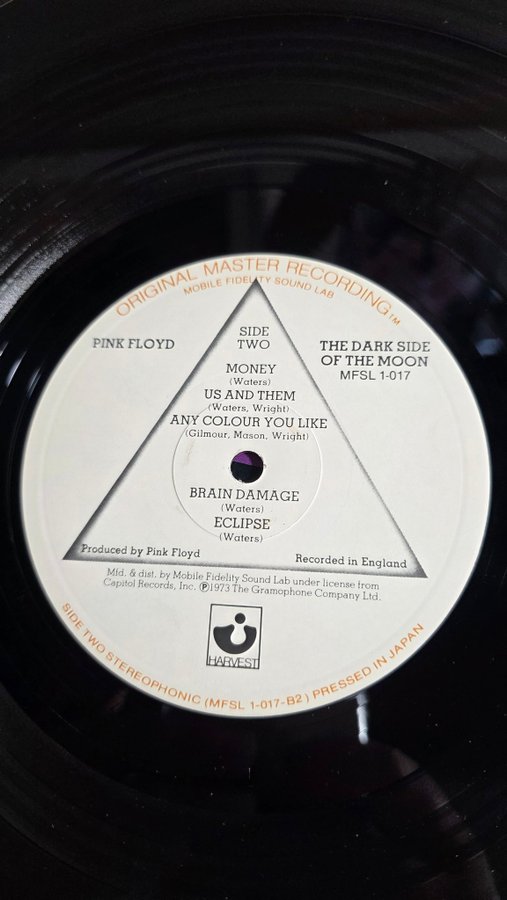 ORIGINAL MASTER RECORDING™
MOBILE FIDELITY SOUND LAB
PINK FLOYD
SIDE
TWO
THE DARK SIDE
OF THE MOON
MFSL 1-017
MONEY
(Waters)
US AND THEM
(Waters, Wright)
ANY COLOUR YOU LIKE
(Gilmour, Mason, Wright)
BRAIN DAMAGE
(Waters)
ECLIPSE
(Waters)
Produced by Pink Floyd
Recorded in England
Mfd. & dist. by Mobile Fidelity Sound Lab under license from
Capitol Records, Inc. ℗1973 The Gramophone Company Ltd.
HARVEST
SIDE TWO STEREOPHONIC (MFSL 1-017-B2) PRESSED IN JAPAN